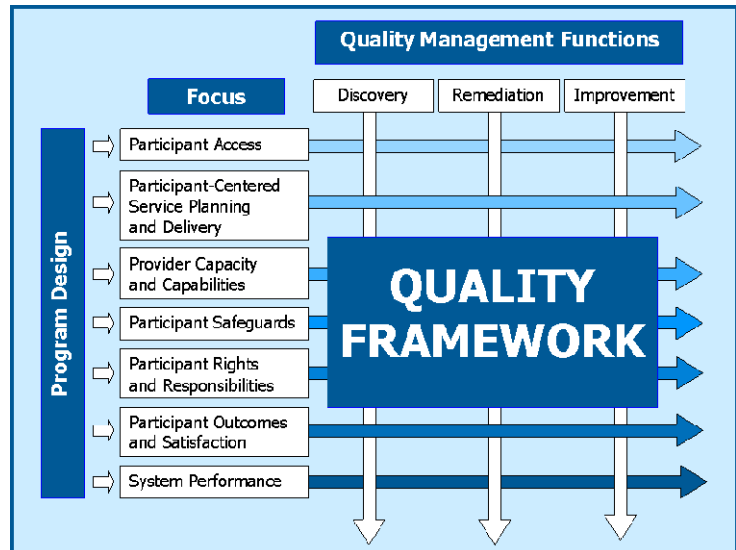 Quality Management Functions
Focus
Discovery
Remediation
Improvement
Program Design
Participant Access
Participant-Centered
Service Planning
and Delivery
Provider Capacity
and Capabilities
Participant Safeguards
Participant Rights
and Responsibilities
Participant Outcomes
and Satisfaction
System Performance
QUALITY
FRAMEWORK